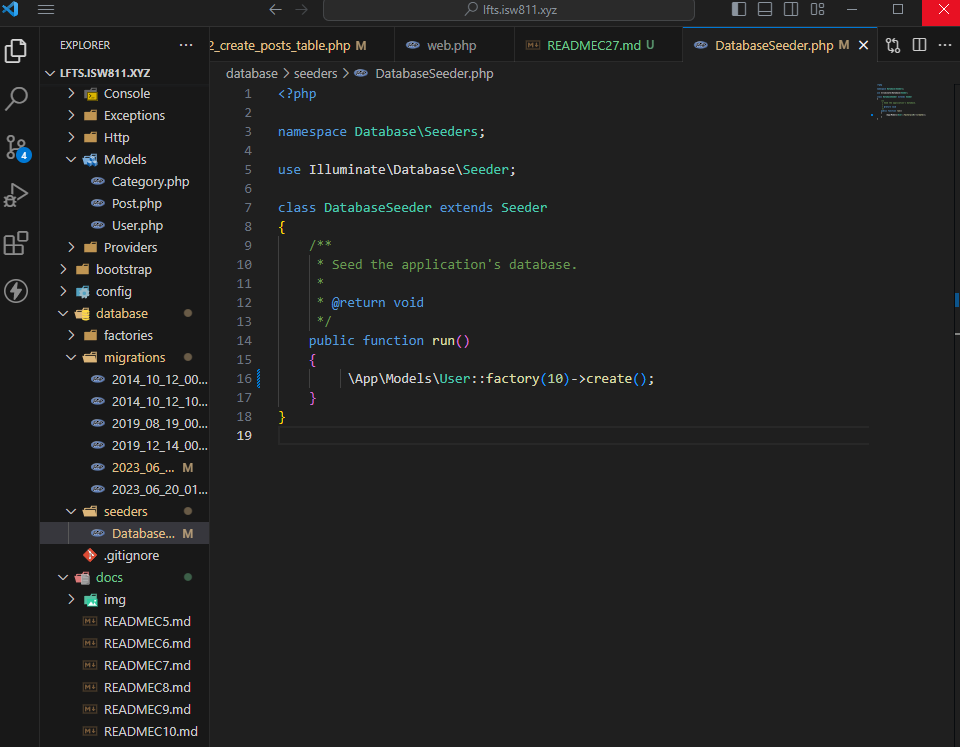 lfts.isw811.xyz
EXPLORER
2_create_posts_table.php M
web.php
README27.md U
DatabaseSeeder.php M
LFTS.ISW811.XYZ
Console
Exceptions
Http
Models
Category.php
Post.php
User.php
Providers
bootstrap
config
database
factories
migrations
2014_10_12_00...
2014_10_12_10...
2019_08_19_00...
2019_12_14_00...
2023_06_... M
2023_06_20_01...
seeders
Database... M
.gitignore
docs
img
READMEC5.md
READMEC6.md
READMEC7.md
READMEC8.md
READMEC9.md
READMEC10.md
4
database > seeders > DatabaseSeeder.php
1 <?php
2
3 namespace Database\Seeders;
4
5 use Illuminate\Database\Seeder;
6
7 class DatabaseSeeder extends Seeder
8 {
9 /**
10 * Seed the application's database.
11 *
12 * @return void
13 */
14 public function run()
15 {
16 \App\Models\User::factory(10)->create();
17 }
18 }
19